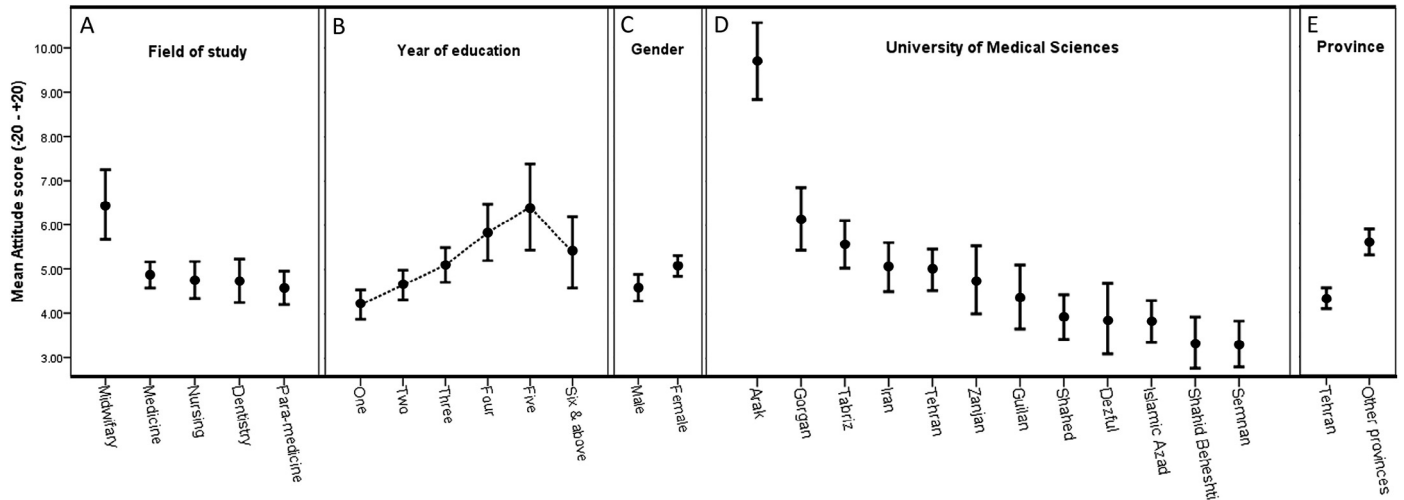 A
Field of study
B
Year of education
C
Gender
D
University of Medical Sciences
E
Province
Mean Attitude score (-20 - +20)
10.00
9.00
8.00
7.00
6.00
5.00
4.00
3.00
Midwifary
Medicine
Nursing
Dentistry
Para-medicine
One
Two
Three
Four
Five
Six & above
Male
Female
Arak
Gorgan
Tabriz
Iran
Tehran
Zanjan
Guilan
Shahed
Dezful
Islamic Azad
Shahid Beheshti
Semnan
Tehran
Other provinces